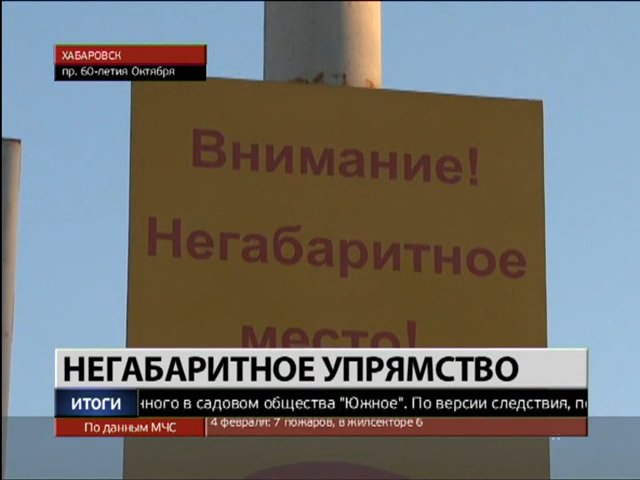 ХАБАРОВСК
пр. 60-летия Октября
Внимание!
Негабаритное
место!
НЕГАБАРИТНОЕ УПРЯМСТВО
ИТОГИ
нного в садовом общества "Южное". По версии следствия, п
По данным МЧС
4 февраля: 7 пожаров, в жилсекторе 6